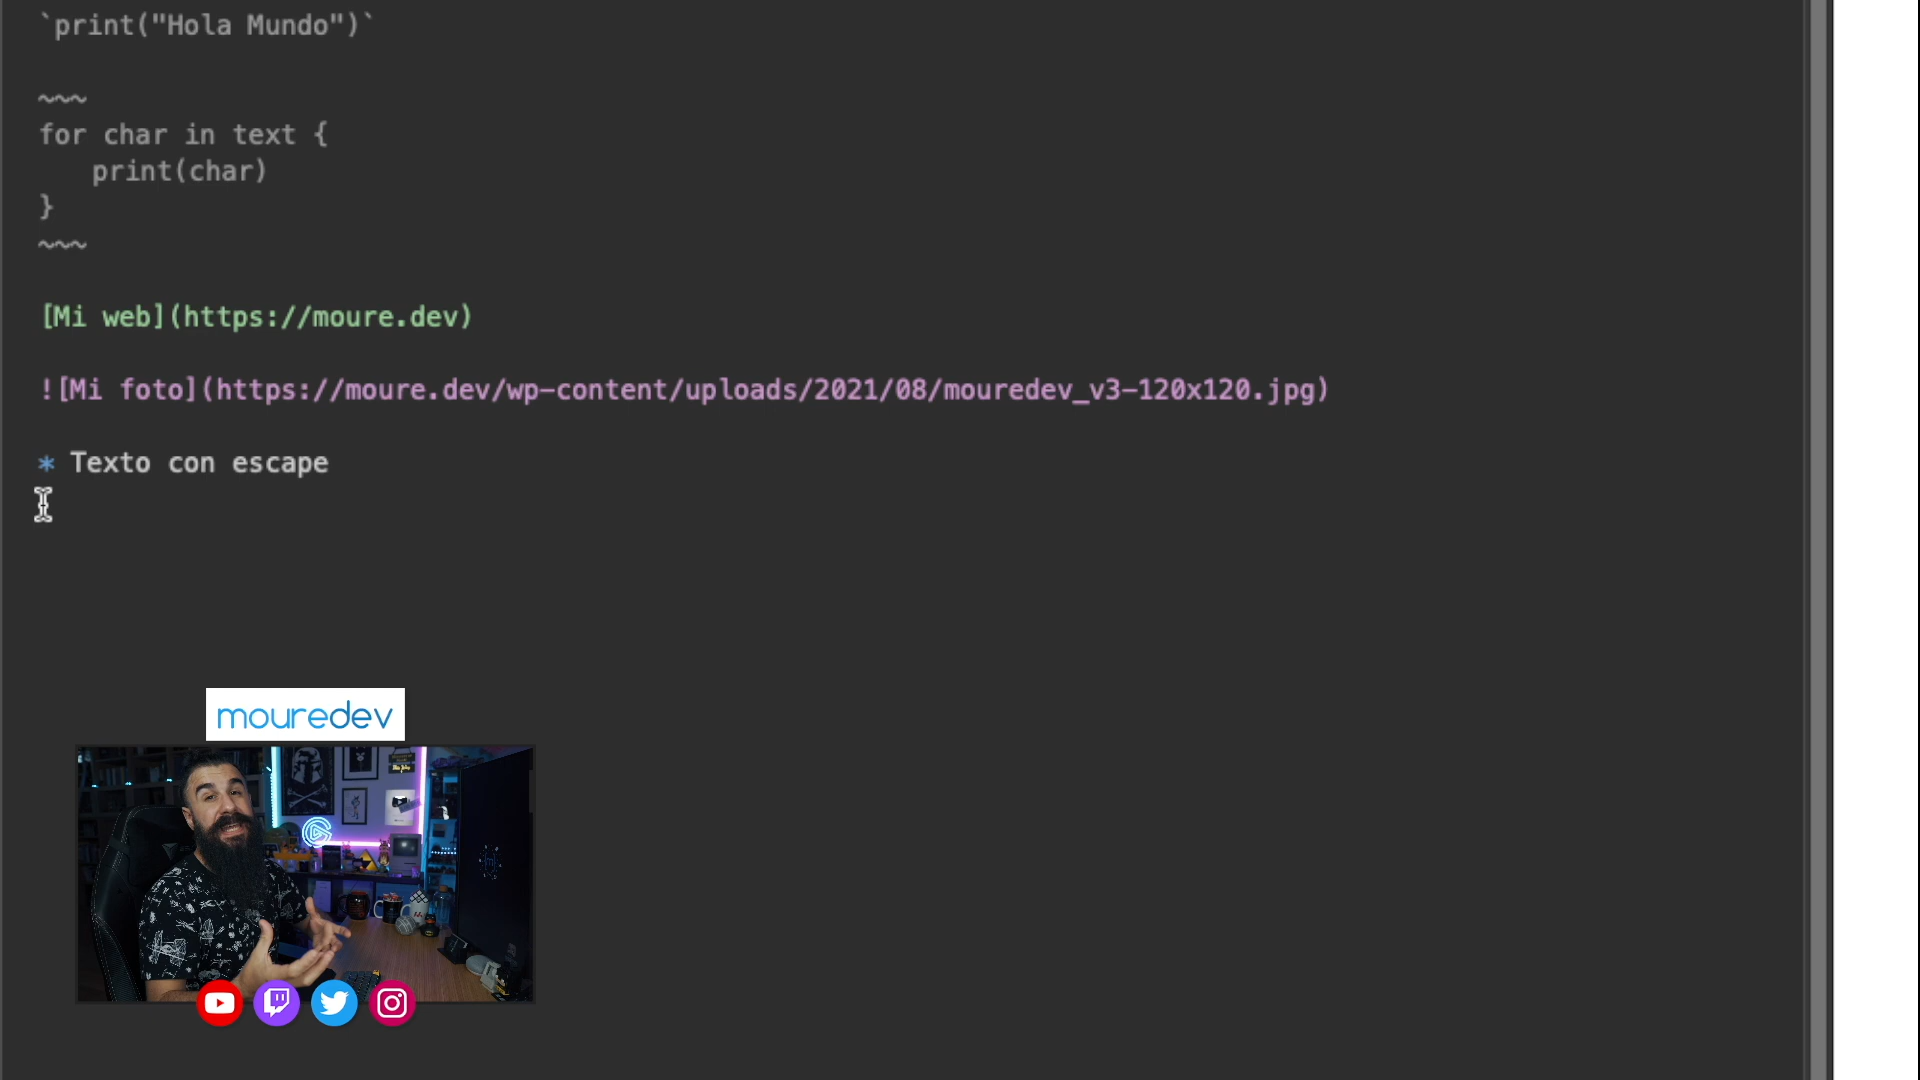 `print("Hola Mundo")`
~~~
for char in text {
    print(char)
}
~~~
[Mi web](https://moure.dev)
![Mi foto](https://moure.dev/wp-content/uploads/2021/08/mouredev_v3-120x120.jpg)
* Texto con escape
mouredev